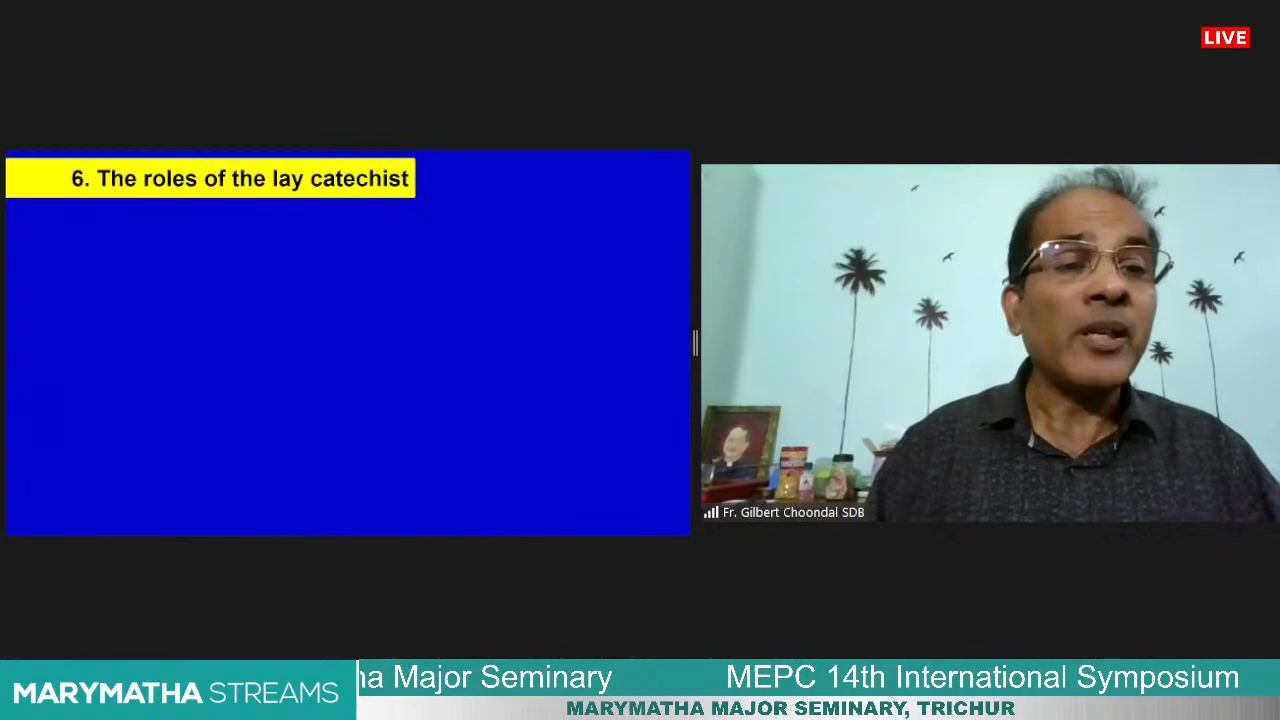 LIVE
6. The roles of the lay catechist
Fr. Gilbert Choondal SDB
MARYMATHA STREAMS
ha Major Seminary MEPC 14th International Symposium
MARYMATHA MAJOR SEMINARY, TRICHUR